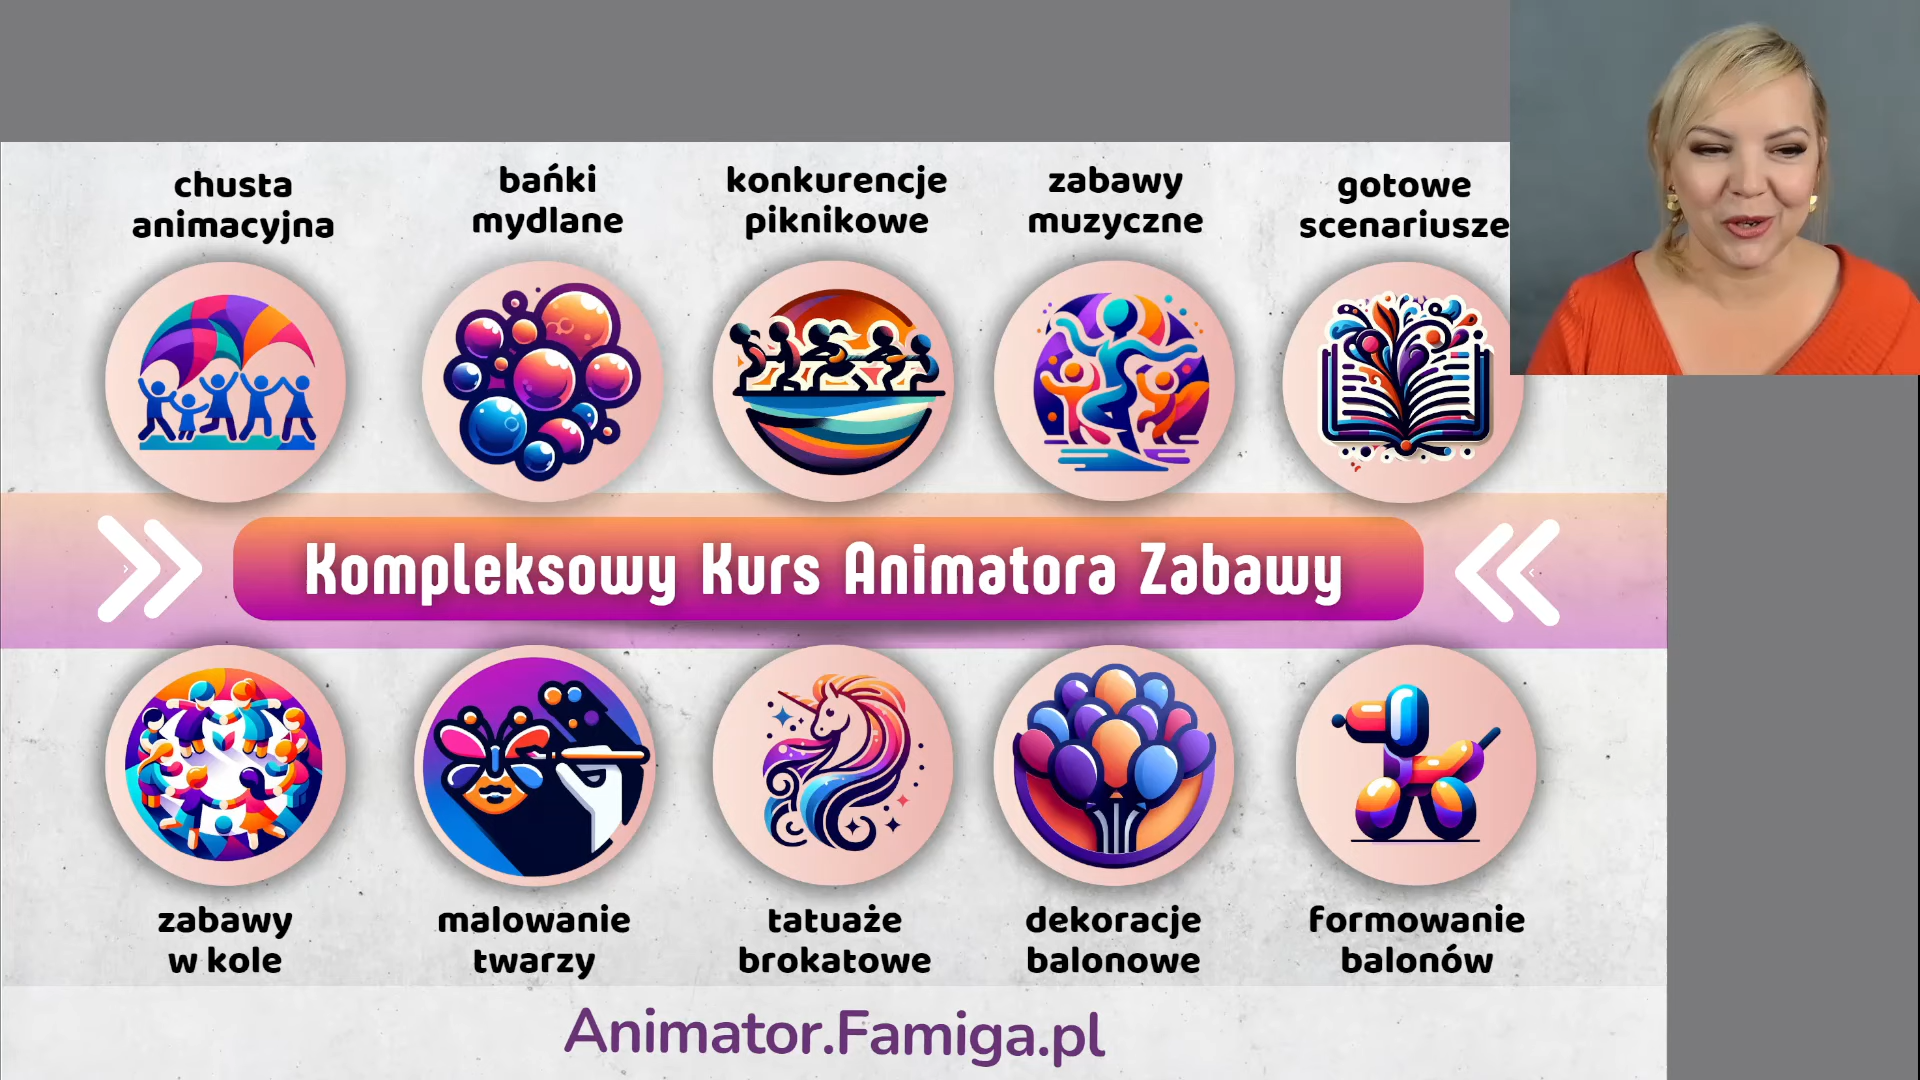 chusta
animacyjna
bańki
mydlane
konkurencje
piknikowe
zabawy
muzyczne
gotowe
scenariusze
Kompleksowy Kurs Animatora Zabawy
zabawy
w kole
malowanie
twarzy
tatuaże
brokatowe
dekoracje
balonowe
formowanie
balonów
Animator.Famiga.pl